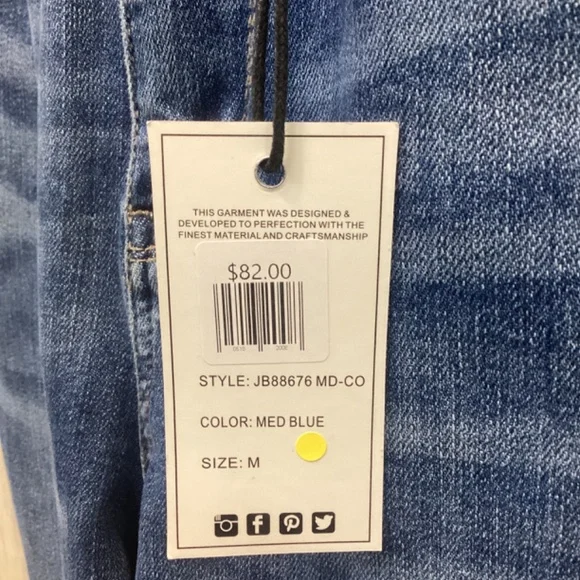 THIS GARMENT WAS DESIGNED &
DEVELOPED TO PERFECTION WITH THE
FINEST MATERIAL AND CRAFTSMANSHIP
$82.00
STYLE: JB88676 MD-CO
COLOR: MED BLUE
SIZE: M